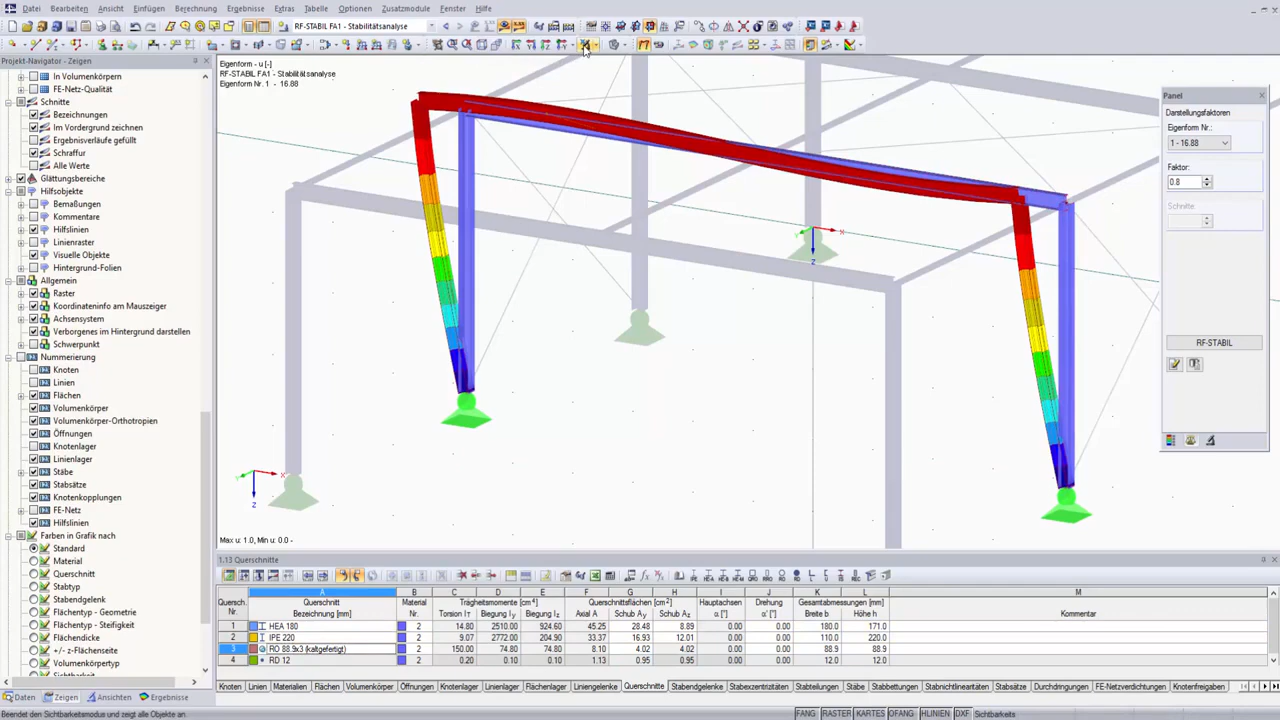 Datei Bearbeiten Ansicht Einfügen Berechnung Ergebnisse Extras Tabelle Optionen Zusatzmodule Fenster Hilfe
RF-STABIL FA1 - Stabilitätsanalyse
Projekt-Navigator - Zeigen
In Volumenkörpern
FE-Netz-Qualität
Schnitte
Bezeichnungen
Im Vordergrund zeichnen
Ergebnisverläufe gefüllt
Schraffur
Alle Werte
Glättungsbereiche
Hilfsobjekte
Bemaßungen
Kommentare
Hilfslinien
Linienraster
Visuelle Objekte
Hintergrund-Folien
Allgemein
Raster
Koordinateninfo am Mauszeiger
Achsensystem
Verborgenes im Hintergrund darstellen
Schwerpunkt
Nummerierung
Knoten
Linien
Flächen
Volumenkörper
Volumenkörper-Orthotropien
Öffnungen
Knotenlager
Linienlager
Stäbe
Stabsätze
Knotenkopplungen
FE-Netz
Hilfslinien
Farben in Grafik nach
Standard
Material
Querschnitt
Stabtyp
Stabendgelenk
Flächentyp - Geometrie
Flächentyp - Steifigkeit
Flächendicke
+/- z-Flächenseite
Volumenkörpertyp
Daten Zeigen Ansichten Ergebnisse
Eigenform - u [-]
RF-STABIL FA1 - Stabilitätsanalyse
Eigenform Nr. 1 - 16.88
X
Z
X
Z
Max u: 1.0, Min u: 0.0 -
Panel
Darstellungsfaktoren
Eigenform Nr.:
1 - 16.88
Faktor:
0.8
Schnitte
RF-STABIL
1.13 Querschnitte
A B C D E F G H I J K L M
Quersch. Querschnitt Material Trägheitsmomente [cm⁴] Querschnittsflächen [cm²] Hauptachsen Drehung Gesamtabmessungen [mm]
Nr. Bezeichnung [mm] Nr. Torsion IT Biegung Iy Biegung Iz Axial A Schub Ay Schub Az α [°] α' [°] Breite b Höhe h Kommentar
1 HEA 180 2 14.80 2510.00 924.60 45.25 28.48 8.89 0.00 0.00 180.0 171.0
2 IPE 220 2 9.07 2772.00 204.90 33.37 16.93 12.01 0.00 0.00 110.0 220.0
3 RO 88.9x3 (kaltgefertigt) 2 150.00 74.80 74.80 8.10 4.02 4.02 0.00 0.00 88.9 88.9
4 RD 12 2 0.20 0.10 0.10 1.13 0.95 0.95 0.00 0.00 12.0 12.0
Knoten Linien Materialien Flächen Volumenkörper Öffnungen Knotenlager Linienlager Flächenlager Liniengelenke Querschnitte Stabendgelenke Stabexzentrizitäten Stabteilungen Stäbe Stabbettungen Stabnichtlinearitäten Stabsätze Durchdringungen FE-Netzverdichtungen Knotenfreigaben
Beendet den Sichtbarkeitsmodus und zeigt alle Objekte an.
FANG RASTER KARTES OFANG HLINIEN DXF Sichtbarkeits